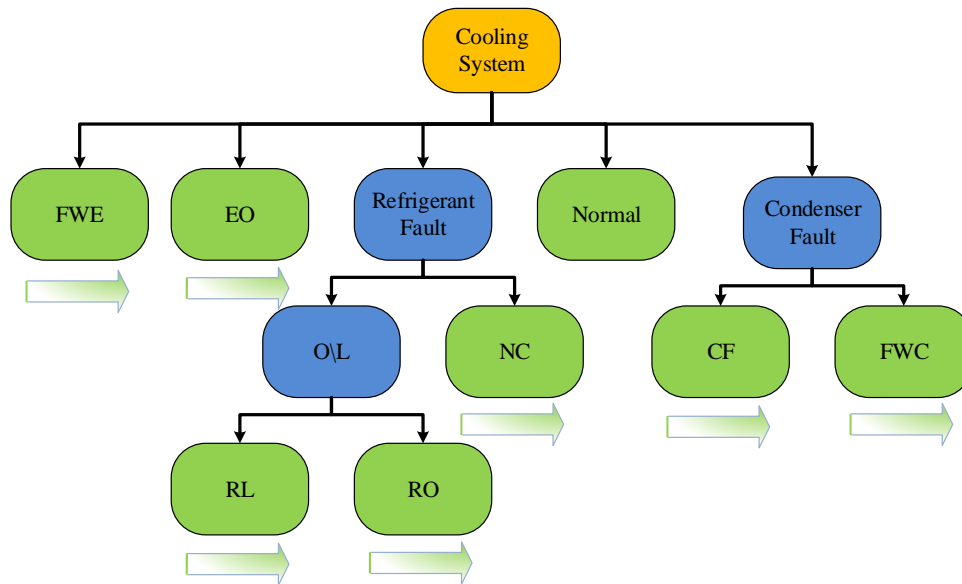 Cooling
System
FWE
EO
Refrigerant
Fault
Normal
Condenser
Fault
O\L
NC
CF
FWC
RL
RO